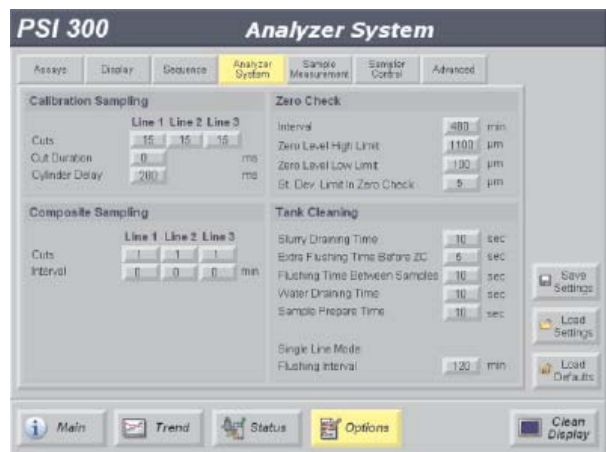 PSI 300 Analyzer System
Assays Display Sequence Analyzer System Sample Measurement Sampler Control Advanced
Calibration Sampling
Line 1 Line 2 Line 3
Cuts 15 15 15
Cut Duration 0 ms
Cylinder Delay 200 ms
Composite Sampling
Line 1 Line 2 Line 3
Cuts 1 1 1
Interval 0 0 0 min
Zero Check
Interval 480 min
Zero Level High Limit 1100 µm
Zero Level Low Limit 100 µm
St. Dev. Limit in Zero Check 5 µm
Tank Cleaning
Slurry Draining Time 10 sec
Extra Flushing Time Before ZC 5 sec
Flushing Time Between Samples 10 sec
Water Draining Time 10 sec
Sample Prepare Time 10 sec
Single Line Mode
Flushing Interval 120 min
Save Settings
Load Settings
Load Defaults
Main Trend Status Options Clean Display